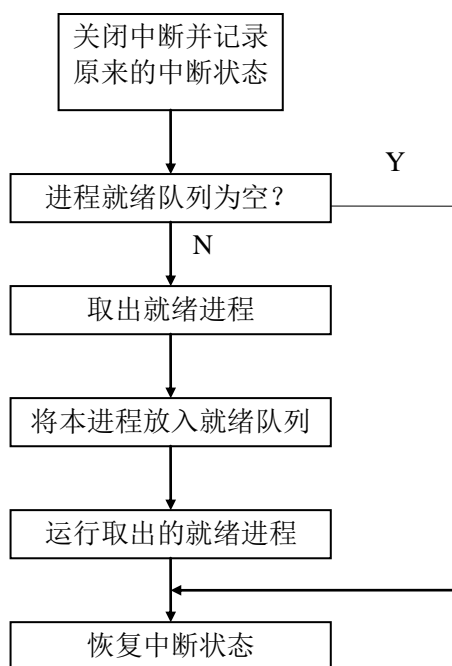 关闭中断并记录
原来的中断状态
Y
进程就绪队列为空？
N
取出就绪进程
将本进程放入就绪队列
运行取出的就绪进程
恢复中断状态